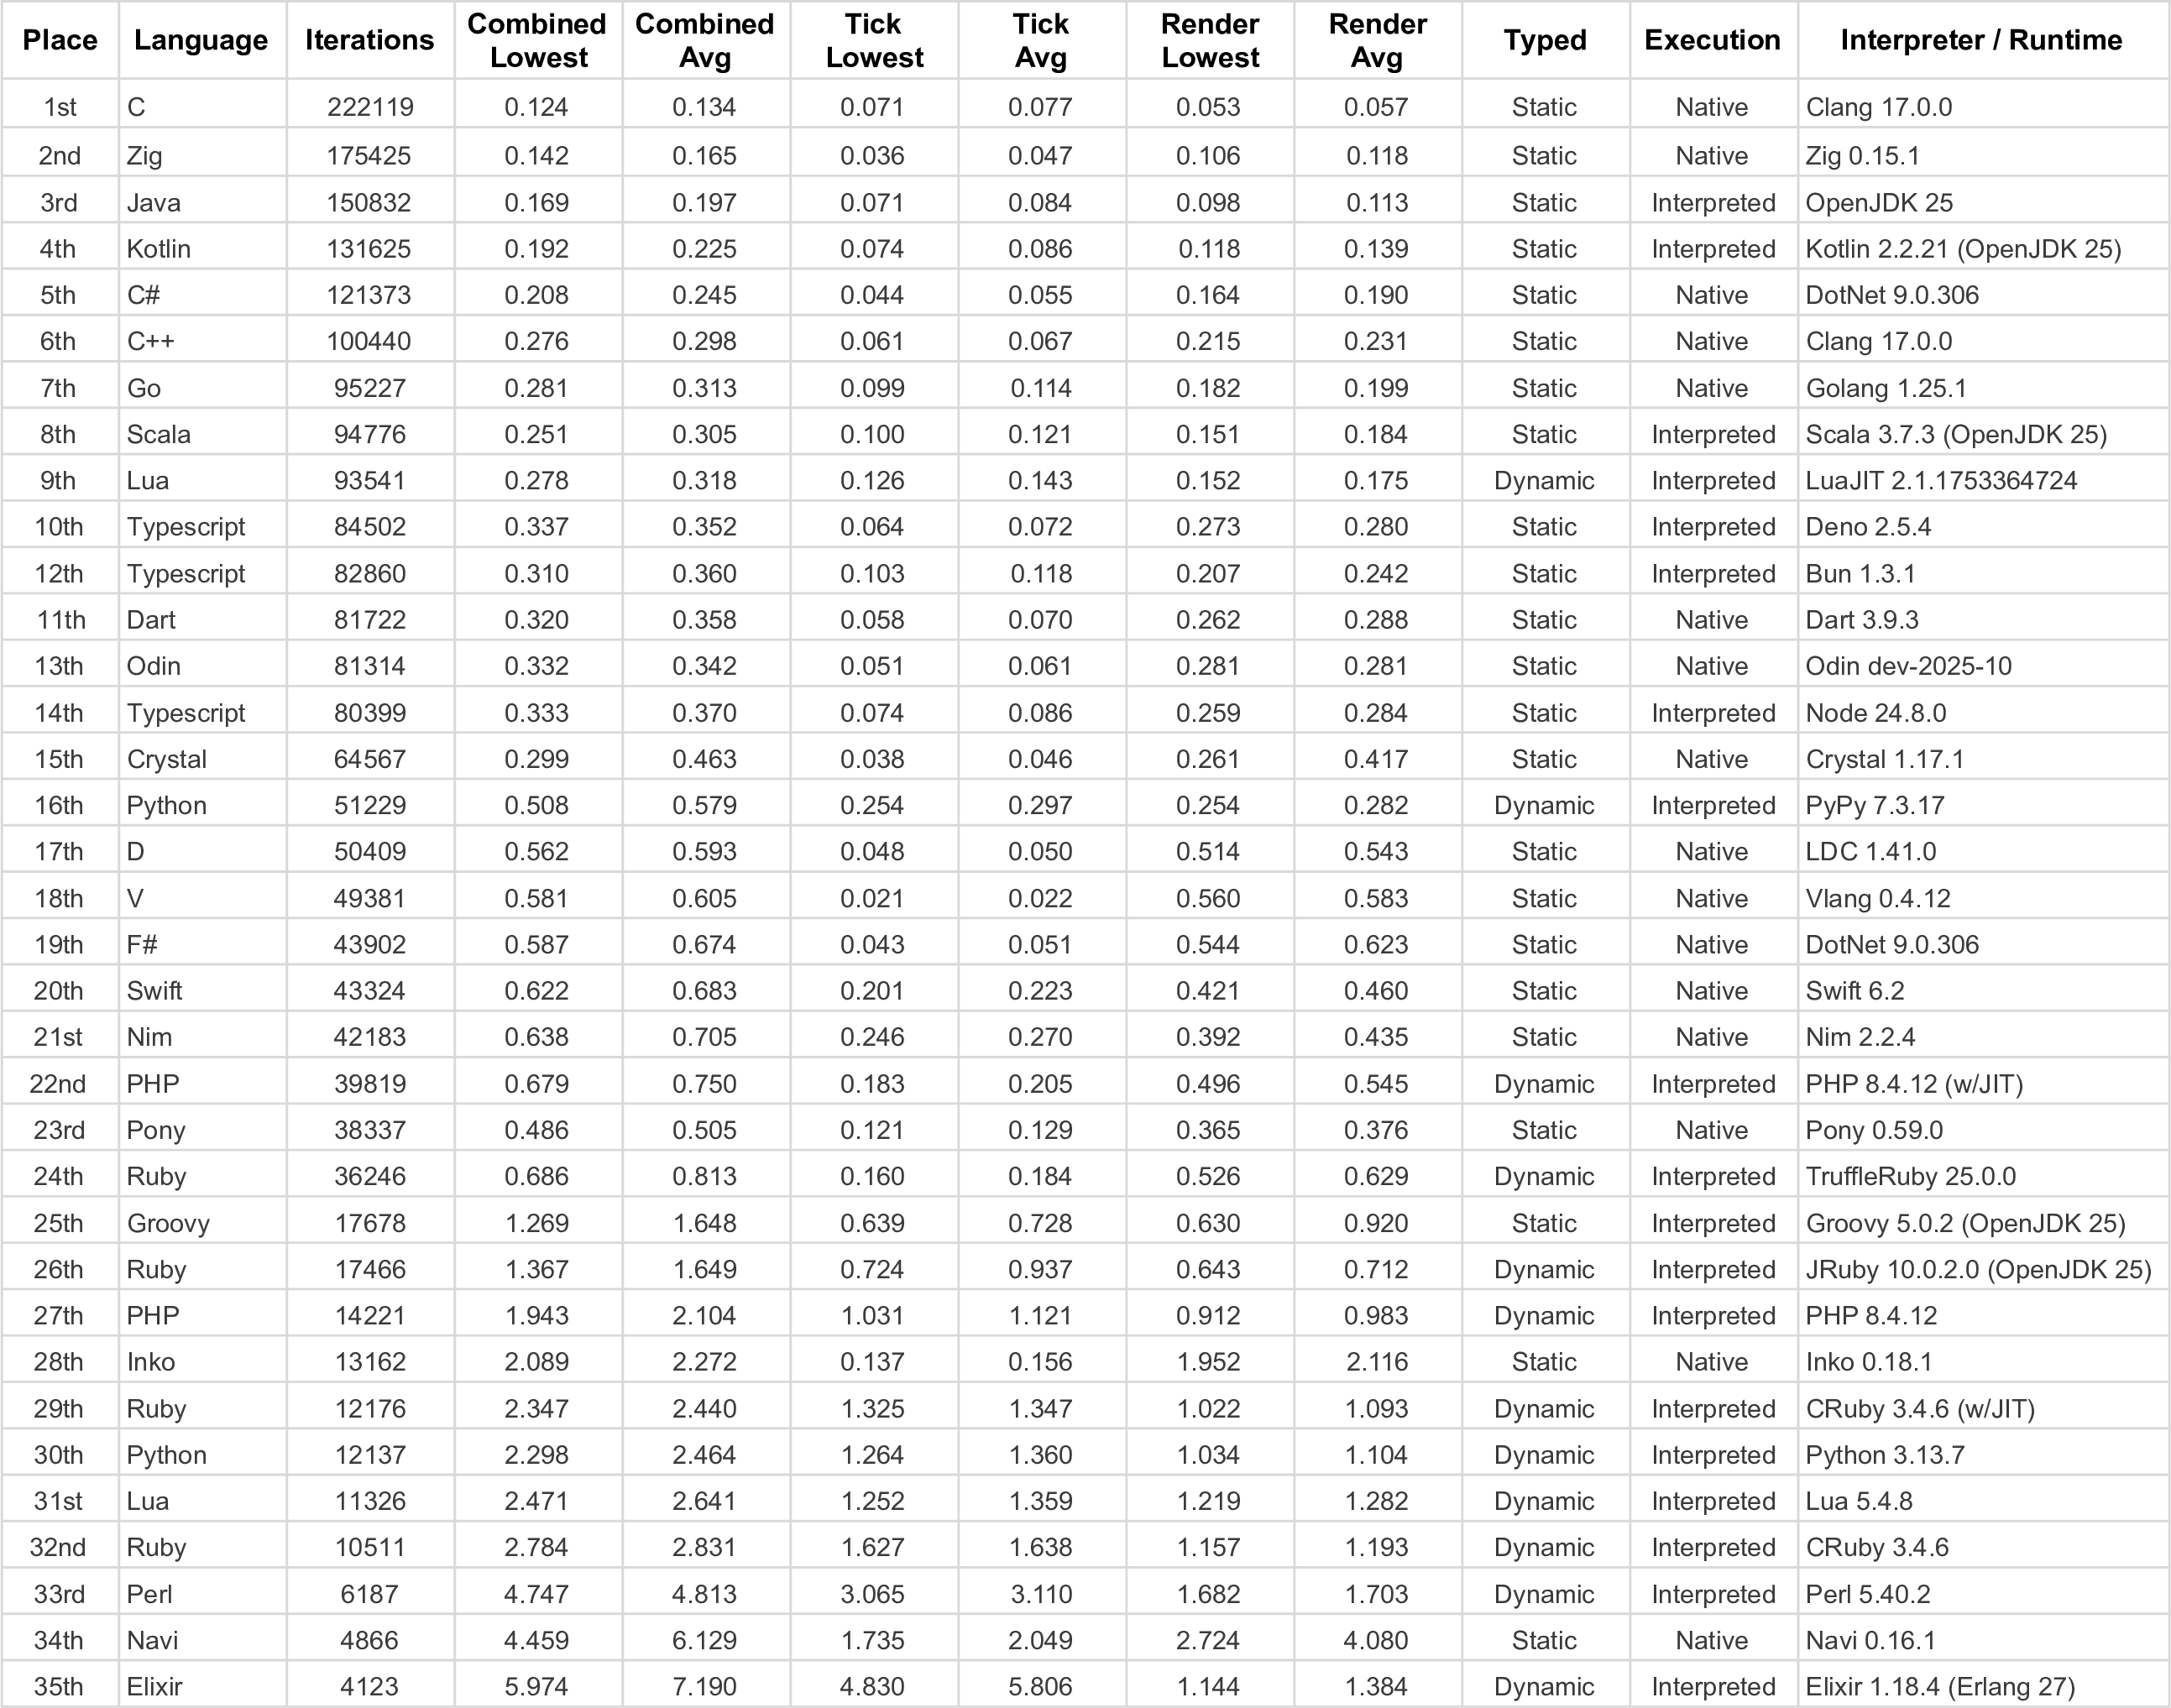 Place Language Iterations Combined Lowest Combined Avg Tick Lowest Tick Avg Render Lowest Render Avg Typed Execution Interpreter / Runtime
1st C 222119 0.124 0.134 0.071 0.077 0.053 0.057 Static Native Clang 17.0.0
2nd Zig 175425 0.142 0.165 0.036 0.047 0.106 0.118 Static Native Zig 0.15.1
3rd Java 150832 0.169 0.197 0.071 0.084 0.098 0.113 Static Interpreted OpenJDK 25
4th Kotlin 131625 0.192 0.225 0.074 0.086 0.118 0.139 Static Interpreted Kotlin 2.2.21 (OpenJDK 25)
5th C# 121373 0.208 0.245 0.044 0.055 0.164 0.190 Static Native DotNet 9.0.306
6th C++ 100440 0.276 0.298 0.061 0.067 0.215 0.231 Static Native Clang 17.0.0
7th Go 95227 0.281 0.313 0.099 0.114 0.182 0.199 Static Native Golang 1.25.1
8th Scala 94776 0.251 0.305 0.100 0.121 0.151 0.184 Static Interpreted Scala 3.7.3 (OpenJDK 25)
9th Lua 93541 0.278 0.318 0.126 0.143 0.152 0.175 Dynamic Interpreted LuaJIT 2.1.1753364724
10th Typescript 84502 0.337 0.352 0.064 0.072 0.273 0.280 Static Interpreted Deno 2.5.4
12th Typescript 82860 0.310 0.360 0.103 0.118 0.207 0.242 Static Interpreted Bun 1.3.1
11th Dart 81722 0.320 0.358 0.058 0.070 0.262 0.288 Static Native Dart 3.9.3
13th Odin 81314 0.332 0.342 0.051 0.061 0.281 0.281 Static Native Odin dev-2025-10
14th Typescript 80399 0.333 0.370 0.074 0.086 0.259 0.284 Static Interpreted Node 24.8.0
15th Crystal 64567 0.299 0.463 0.038 0.046 0.261 0.417 Static Native Crystal 1.17.1
16th Python 51229 0.508 0.579 0.254 0.297 0.254 0.282 Dynamic Interpreted PyPy 7.3.17
17th D 50409 0.562 0.593 0.048 0.050 0.514 0.543 Static Native LDC 1.41.0
18th V 49381 0.581 0.605 0.021 0.022 0.560 0.583 Static Native Vlang 0.4.12
19th F# 43902 0.587 0.674 0.043 0.051 0.544 0.623 Static Native DotNet 9.0.306
20th Swift 43324 0.622 0.683 0.201 0.223 0.421 0.460 Static Native Swift 6.2
21st Nim 42183 0.638 0.705 0.246 0.270 0.392 0.435 Static Native Nim 2.2.4
22nd PHP 39819 0.679 0.750 0.183 0.205 0.496 0.545 Dynamic Interpreted PHP 8.4.12 (w/JIT)
23rd Pony 38337 0.486 0.505 0.121 0.129 0.365 0.376 Static Native Pony 0.59.0
24th Ruby 36246 0.686 0.813 0.160 0.184 0.526 0.629 Dynamic Interpreted TruffleRuby 25.0.0
25th Groovy 17678 1.269 1.648 0.639 0.728 0.630 0.920 Static Interpreted Groovy 5.0.2 (OpenJDK 25)
26th Ruby 17466 1.367 1.649 0.724 0.937 0.643 0.712 Dynamic Interpreted JRuby 10.0.2.0 (OpenJDK 25)
27th PHP 14221 1.943 2.104 1.031 1.121 0.912 0.983 Dynamic Interpreted PHP 8.4.12
28th Inko 13162 2.089 2.272 0.137 0.156 1.952 2.116 Static Native Inko 0.18.1
29th Ruby 12176 2.347 2.440 1.325 1.347 1.022 1.093 Dynamic Interpreted CRuby 3.4.6 (w/JIT)
30th Python 12137 2.298 2.464 1.264 1.360 1.034 1.104 Dynamic Interpreted Python 3.13.7
31st Lua 11326 2.471 2.641 1.252 1.359 1.219 1.282 Dynamic Interpreted Lua 5.4.8
32nd Ruby 10511 2.784 2.831 1.627 1.638 1.157 1.193 Dynamic Interpreted CRuby 3.4.6
33rd Perl 6187 4.747 4.813 3.065 3.110 1.682 1.703 Dynamic Interpreted Perl 5.40.2
34th Navi 4866 4.459 6.129 1.735 2.049 2.724 4.080 Static Native Navi 0.16.1
35th Elixir 4123 5.974 7.190 4.830 5.806 1.144 1.384 Dynamic Interpreted Elixir 1.18.4 (Erlang 27)